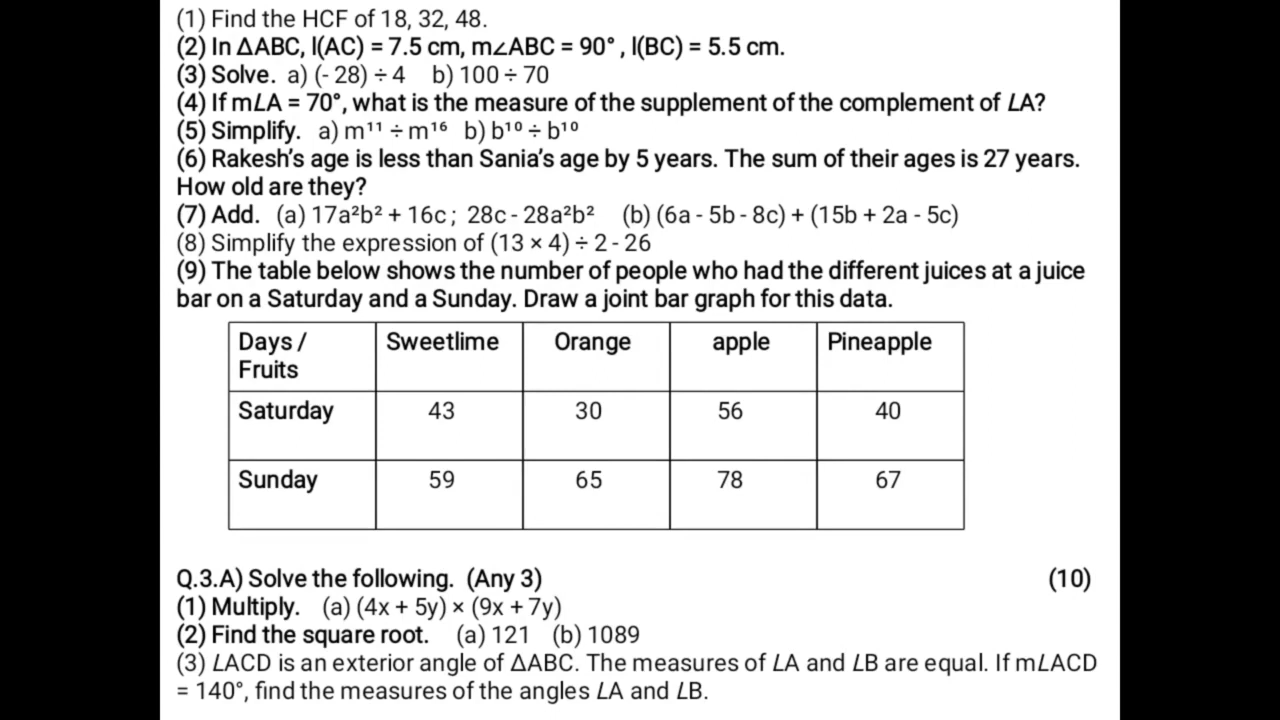 (1) Find the HCF of 18, 32, 48.
(2) In ΔABC, l(AC) = 7.5 cm, m∠ABC = 90° , l(BC) = 5.5 cm.
(3) Solve. a) (- 28) ÷ 4 b) 100 ÷ 70
(4) If m∠A = 70°, what is the measure of the supplement of the complement of ∠A?
(5) Simplify. a) m¹¹ ÷ m¹⁶ b) b¹⁰ ÷ b¹⁰
(6) Rakesh's age is less than Sania's age by 5 years. The sum of their ages is 27 years.
How old are they?
(7) Add. (a) 17a²b² + 16c ; 28c - 28a²b² (b) (6a - 5b - 8c) + (15b + 2a - 5c)
(8) Simplify the expression of (13 × 4) ÷ 2 - 26
(9) The table below shows the number of people who had the different juices at a juice
bar on a Saturday and a Sunday. Draw a joint bar graph for this data.
Days / Sweetlime Orange apple Pineapple
Fruits
Saturday 43 30 56 40
Sunday 59 65 78 67
Q.3.A) Solve the following. (Any 3) (10)
(1) Multiply. (a) (4x + 5y) × (9x + 7y)
(2) Find the square root. (a) 121 (b) 1089
(3) ∠ACD is an exterior angle of ΔABC. The measures of ∠A and ∠B are equal. If m∠ACD
= 140°, find the measures of the angles ∠A and ∠B.